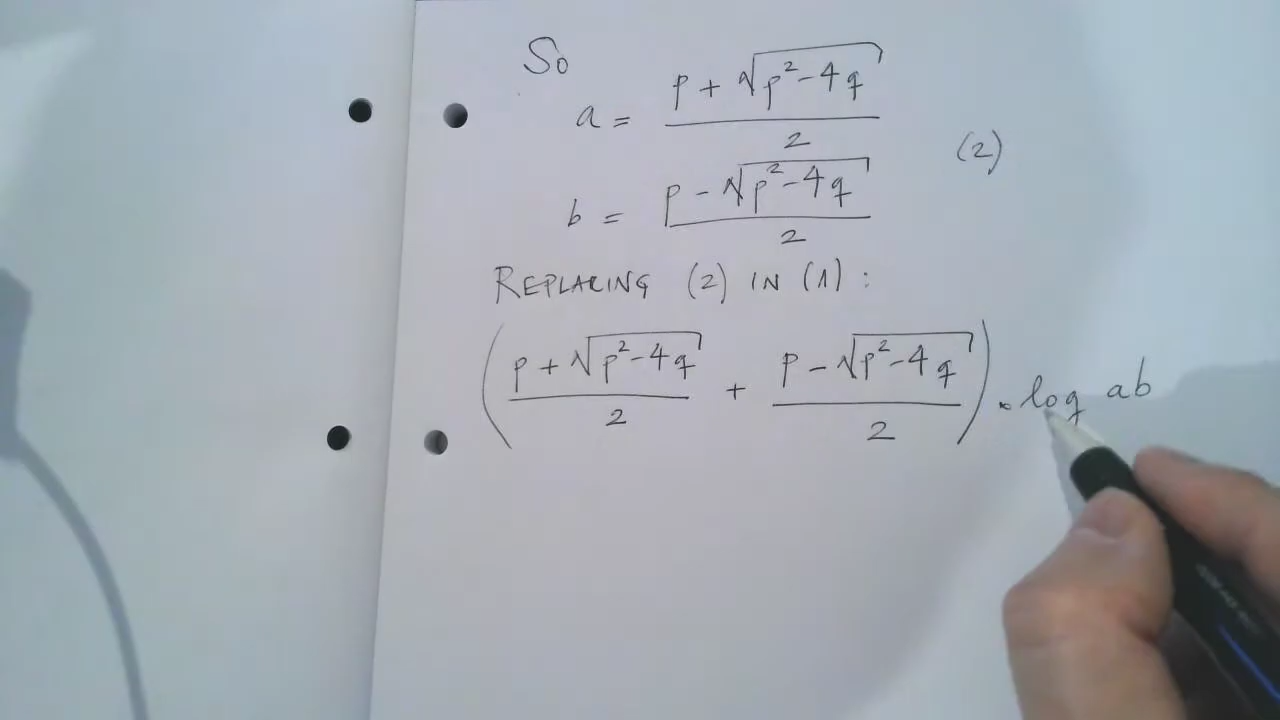 So
a = (p + √(p² - 4q)) / 2
(2)
b = (p - √(p² - 4q)) / 2
REPLACING (2) IN (1) :
((p + √(p² - 4q)) / 2 + (p - √(p² - 4q)) / 2) . log ab